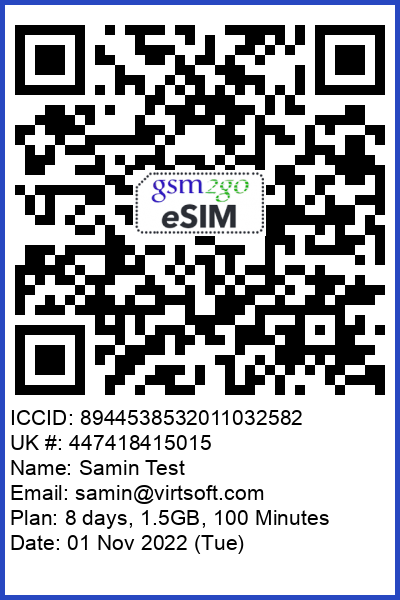 gsm2go
eSIM
ICCID: 8944538532011032582
UK #: 447418415015
Name: Samin Test
Email: samin@virtsoft.com
Plan: 8 days, 1.5GB, 100 Minutes
Date: 01 Nov 2022 (Tue)